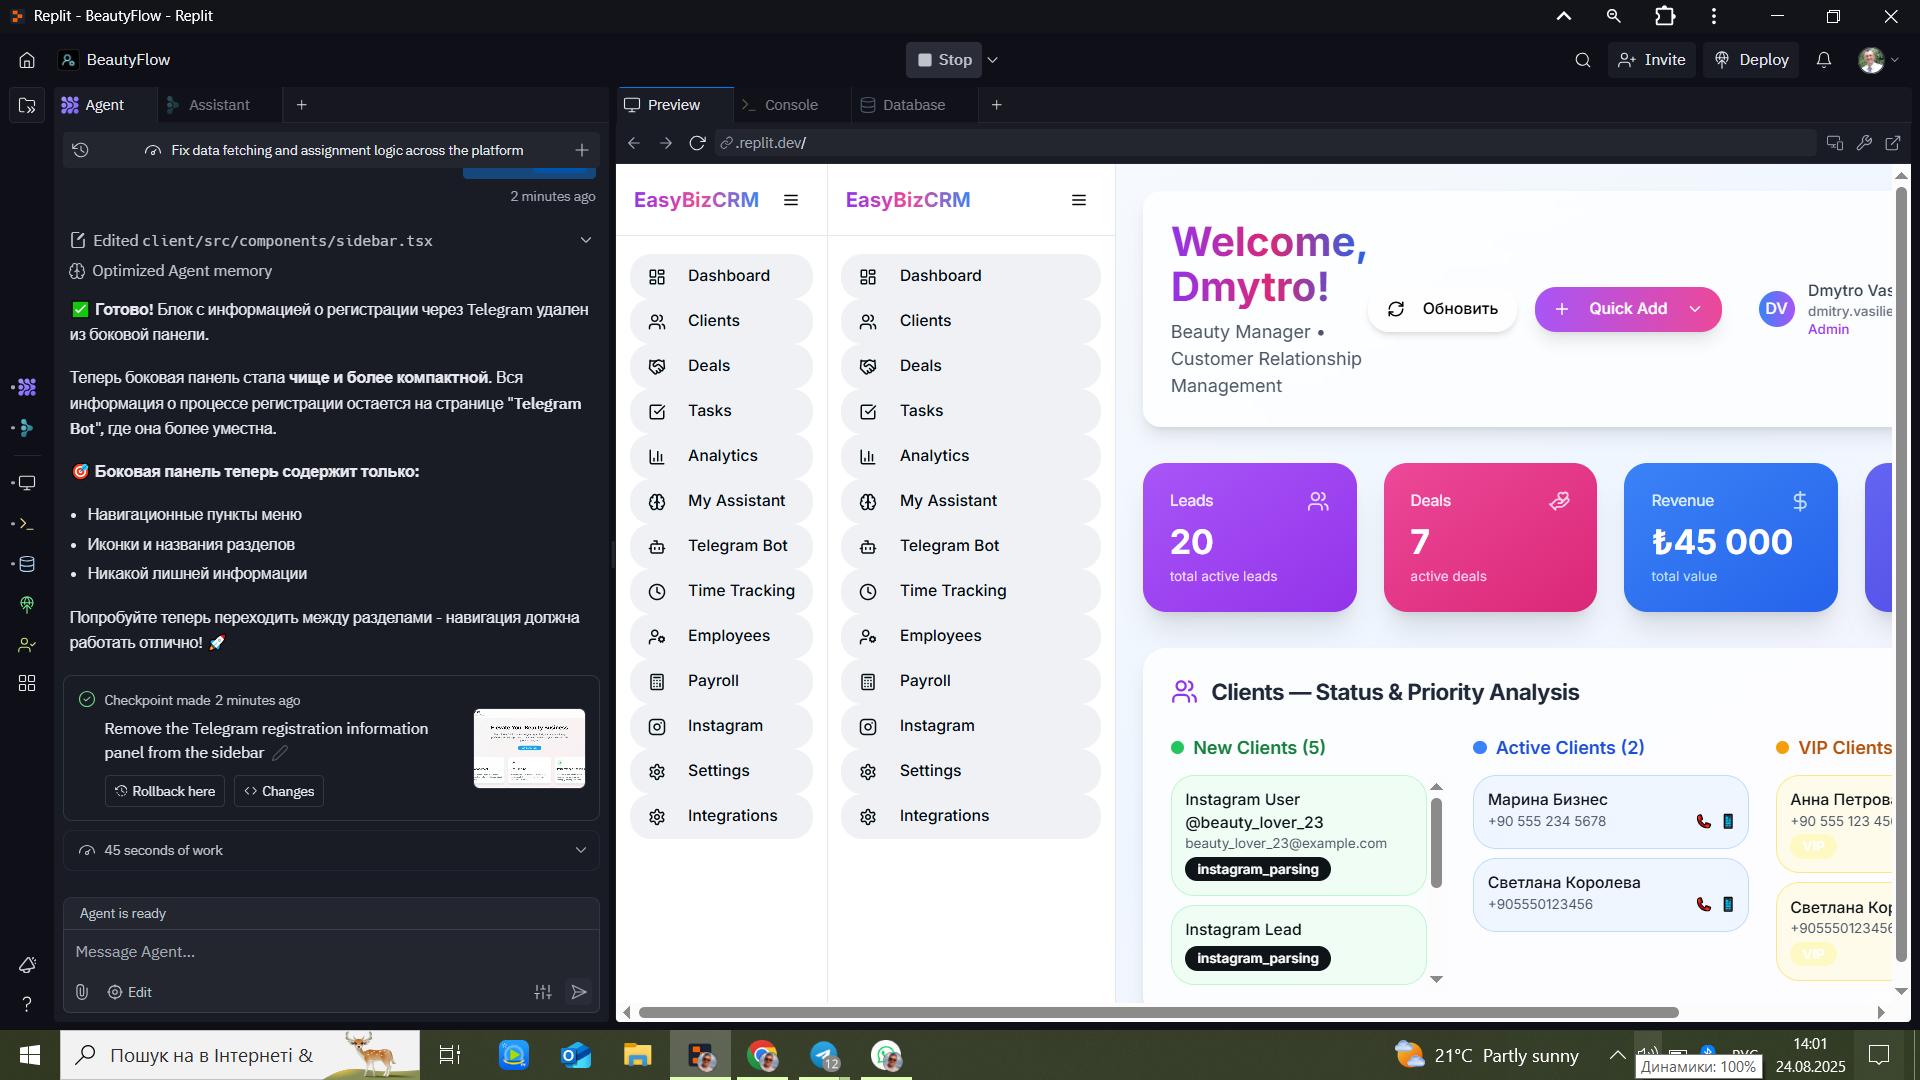 Replit - BeautyFlow - Replit
BeautyFlow
Stop
Invite
Deploy
Agent
Assistant
Preview
Console
Database
Fix data fetching and assignment logic across the platform
.replit.dev/
2 minutes ago
Edited client/src/components/sidebar.tsx
Optimized Agent memory
✅ Готово! Блок с информацией о регистрации через Telegram удален
из боковой панели.
Теперь боковая панель стала чище и более компактной. Вся
информация о процессе регистрации остается на странице "Telegram
Bot", где она более уместна.
🎯 Боковая панель теперь содержит только:
• Навигационные пункты меню
• Иконки и названия разделов
• Никакой лишней информации
Попробуйте теперь переходить между разделами - навигация должна
работать отлично! 🚀
Checkpoint made 2 minutes ago
Remove the Telegram registration information
panel from the sidebar
Elevate Your Beauty Business
Rollback here
Changes
45 seconds of work
Agent is ready
Message Agent...
Edit
EasyBizCRM
Dashboard
Clients
Deals
Tasks
Analytics
My Assistant
Telegram Bot
Time Tracking
Employees
Payroll
Instagram
Settings
Integrations
EasyBizCRM
Dashboard
Clients
Deals
Tasks
Analytics
My Assistant
Telegram Bot
Time Tracking
Employees
Payroll
Instagram
Settings
Integrations
Welcome,
Dmytro!
Beauty Manager •
Customer Relationship
Management
Обновить
Quick Add
DV
Dmytro Vas
dmitry.vasilie
Admin
Leads
20
total active leads
Deals
7
active deals
Revenue
₺45 000
total value
Clients — Status & Priority Analysis
New Clients (5)
Instagram User
@beauty_lover_23
beauty_lover_23@example.com
instagram_parsing
Instagram Lead
instagram_parsing
Active Clients (2)
Марина Бизнес
+90 555 234 5678
Светлана Королева
+905550123456
VIP Clients
Анна Петрова
+90 555 123 456
VIP
Светлана Кор
+905550123456
VIP
Пошук на в Інтернеті &
12
21°C Partly sunny
14:01
24.08.2025
Динамики: 100%